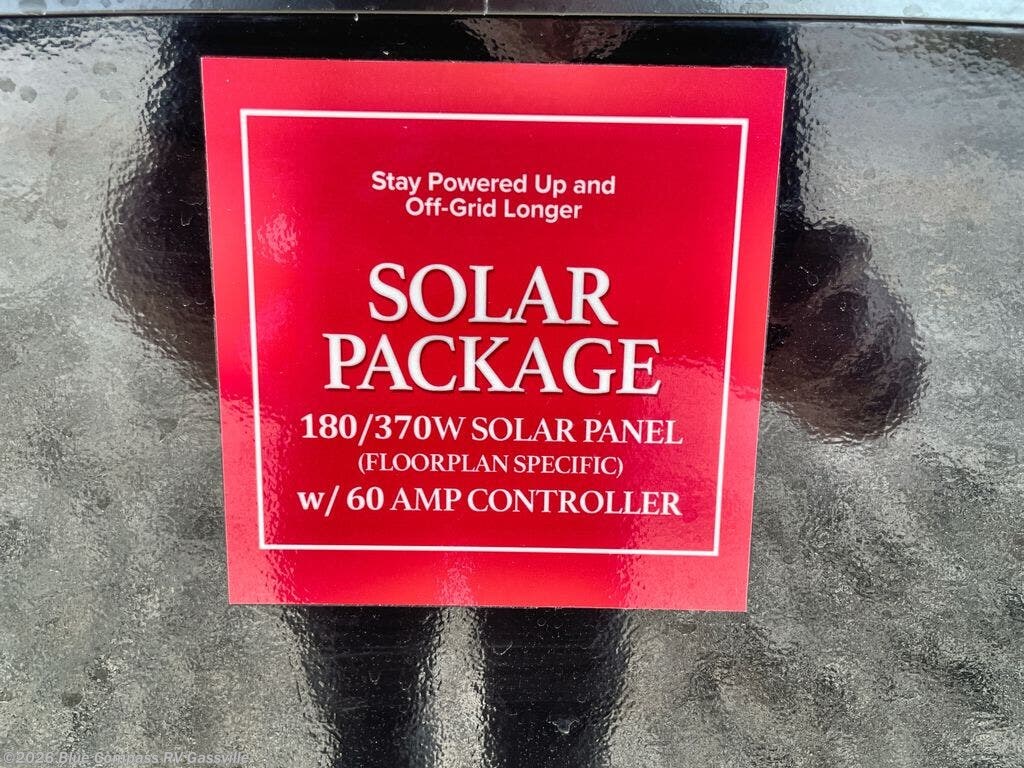 Stay Powered Up and
Off-Grid Longer
SOLAR
PACKAGE
180/370W SOLAR PANEL
(FLOORPLAN SPECIFIC)
w/ 60 AMP CONTROLLER
©2026 Blue Compass RV Gassville